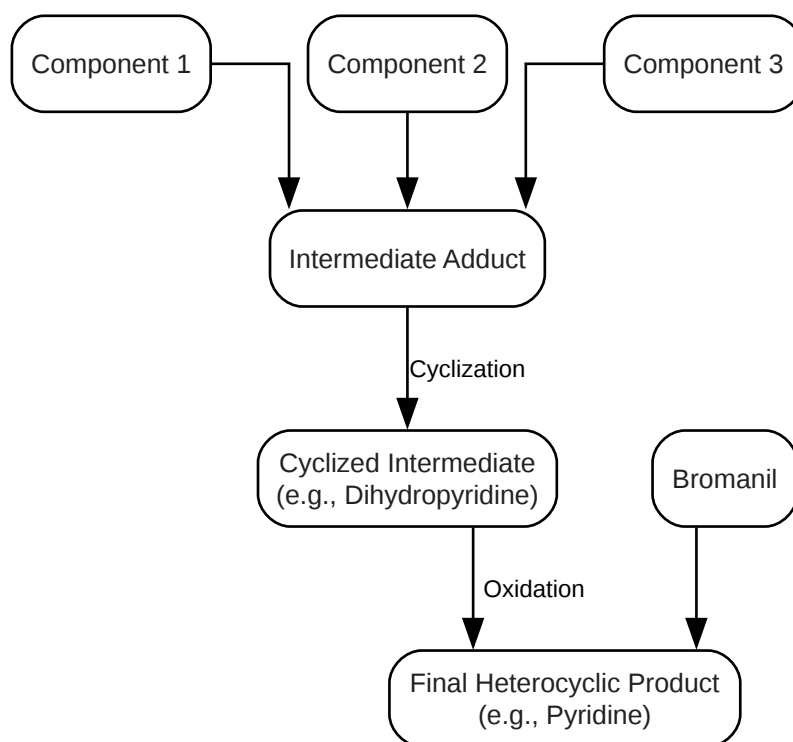 Component 1
Component 2
Component 3
Intermediate Adduct
Cyclization
Cyclized Intermediate
(e.g., Dihydropyridine)
Bromanil
Oxidation
Final Heterocyclic Product
(e.g., Pyridine)